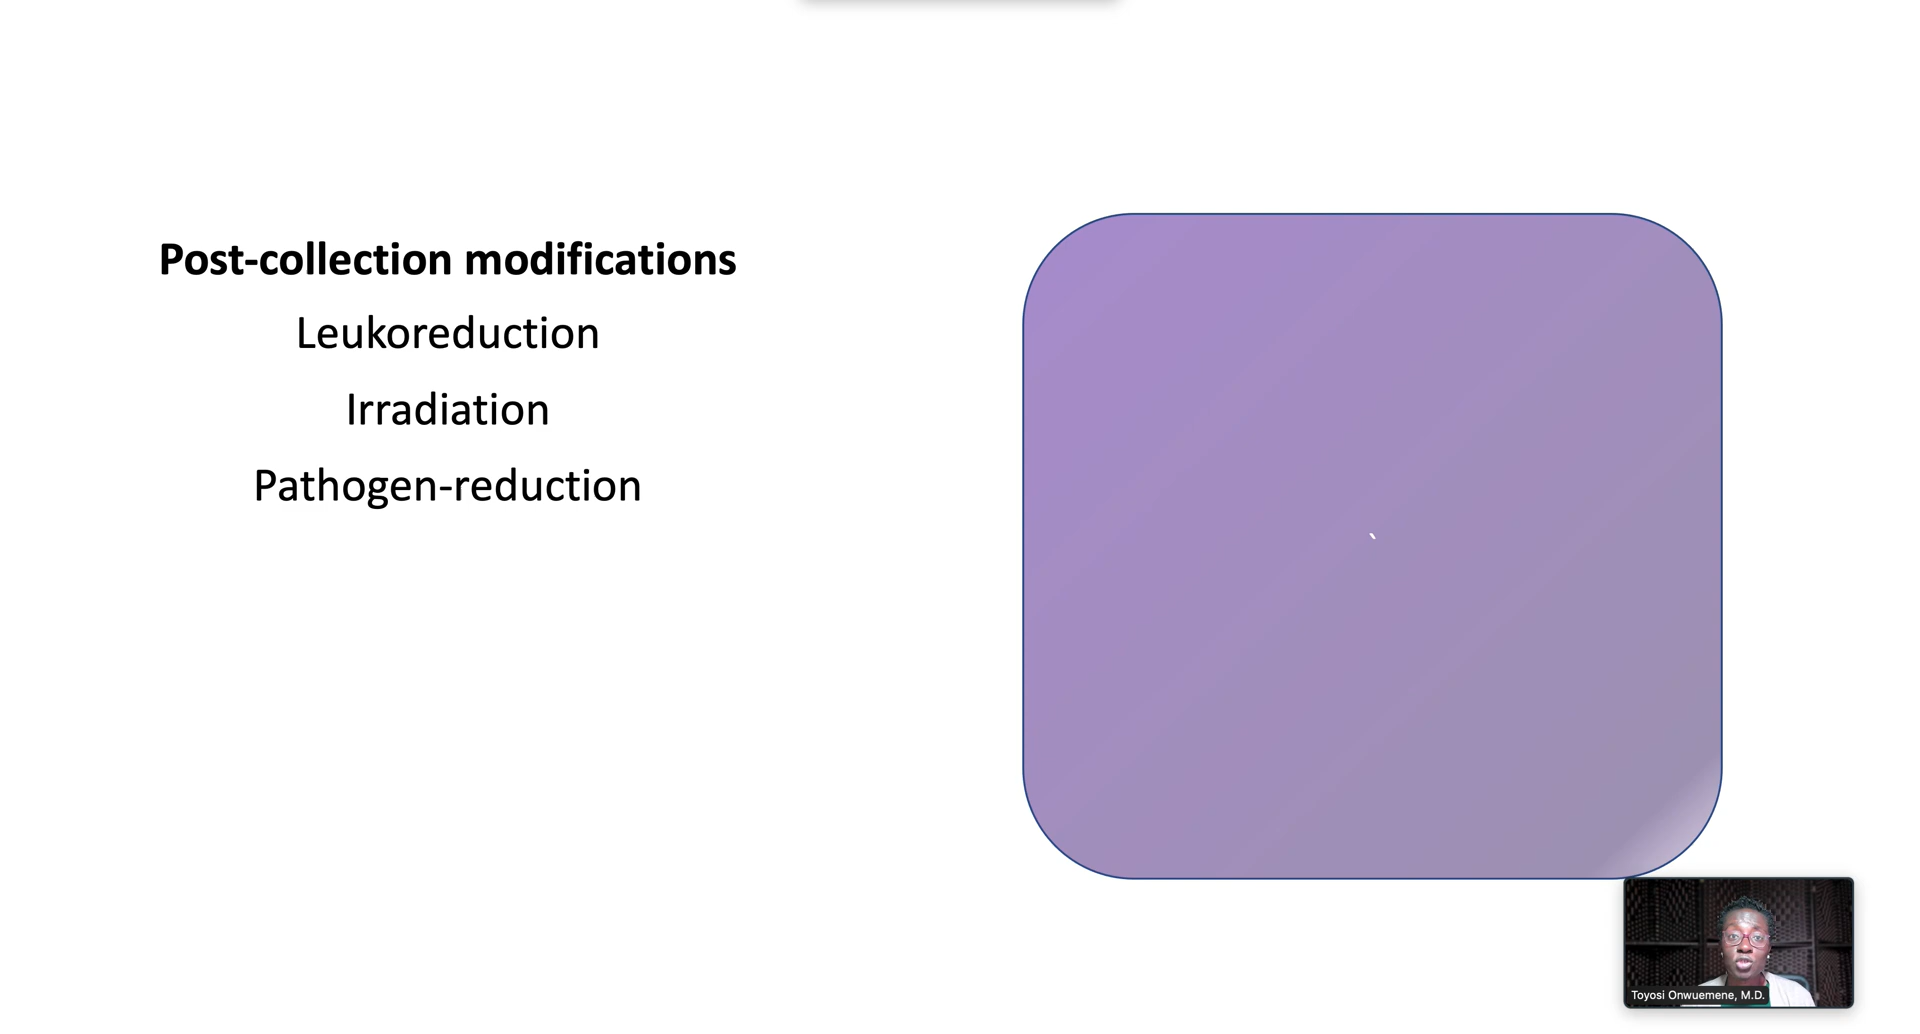 Post-collection modifications
Leukoreduction
Irradiation
Pathogen-reduction
`
Toyosi Onwuemene, M.D.